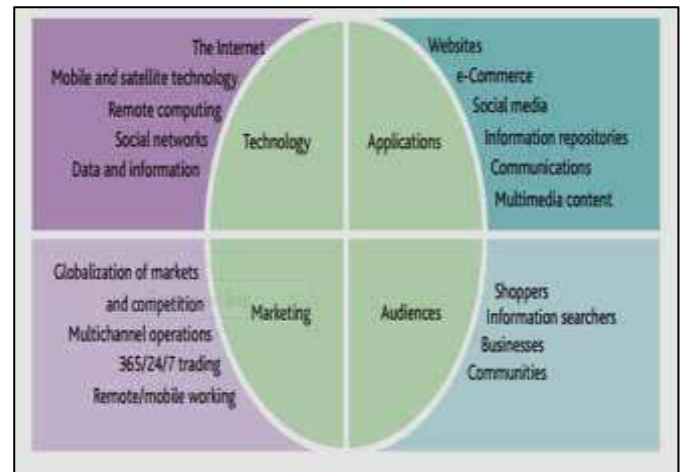 The Internet
Mobile and satellite technology
Remote computing
Social networks
Data and information
Technology
Websites
e-Commerce
Social media
Information repositories
Communications
Multimedia content
Applications
Globalization of markets
and competition
Multichannel operations
365/24/7 trading
Remote/mobile working
Marketing
Shoppers
Information searchers
Businesses
Communities
Audiences